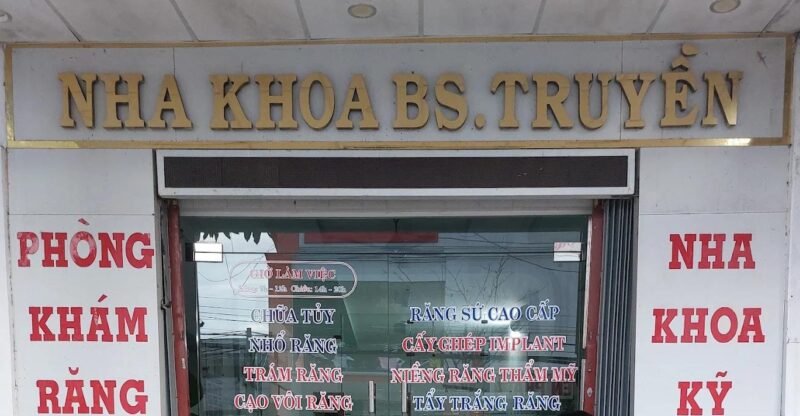 NHA KHOA BS. TRUYỀN
PHÒNG
KHÁM
RĂNG
GIỜ LÀM VIỆC
CHỮA TỦY
NHỔ RĂNG
TRÁM RĂNG
CẠO VÔI RĂNG
RĂNG SỨ CAO CẤP
CẤY GHÉP IMPLANT
NIỀNG RĂNG THẨM MỸ
TẨY TRẮNG RĂNG
NHA
KHOA
KỸ